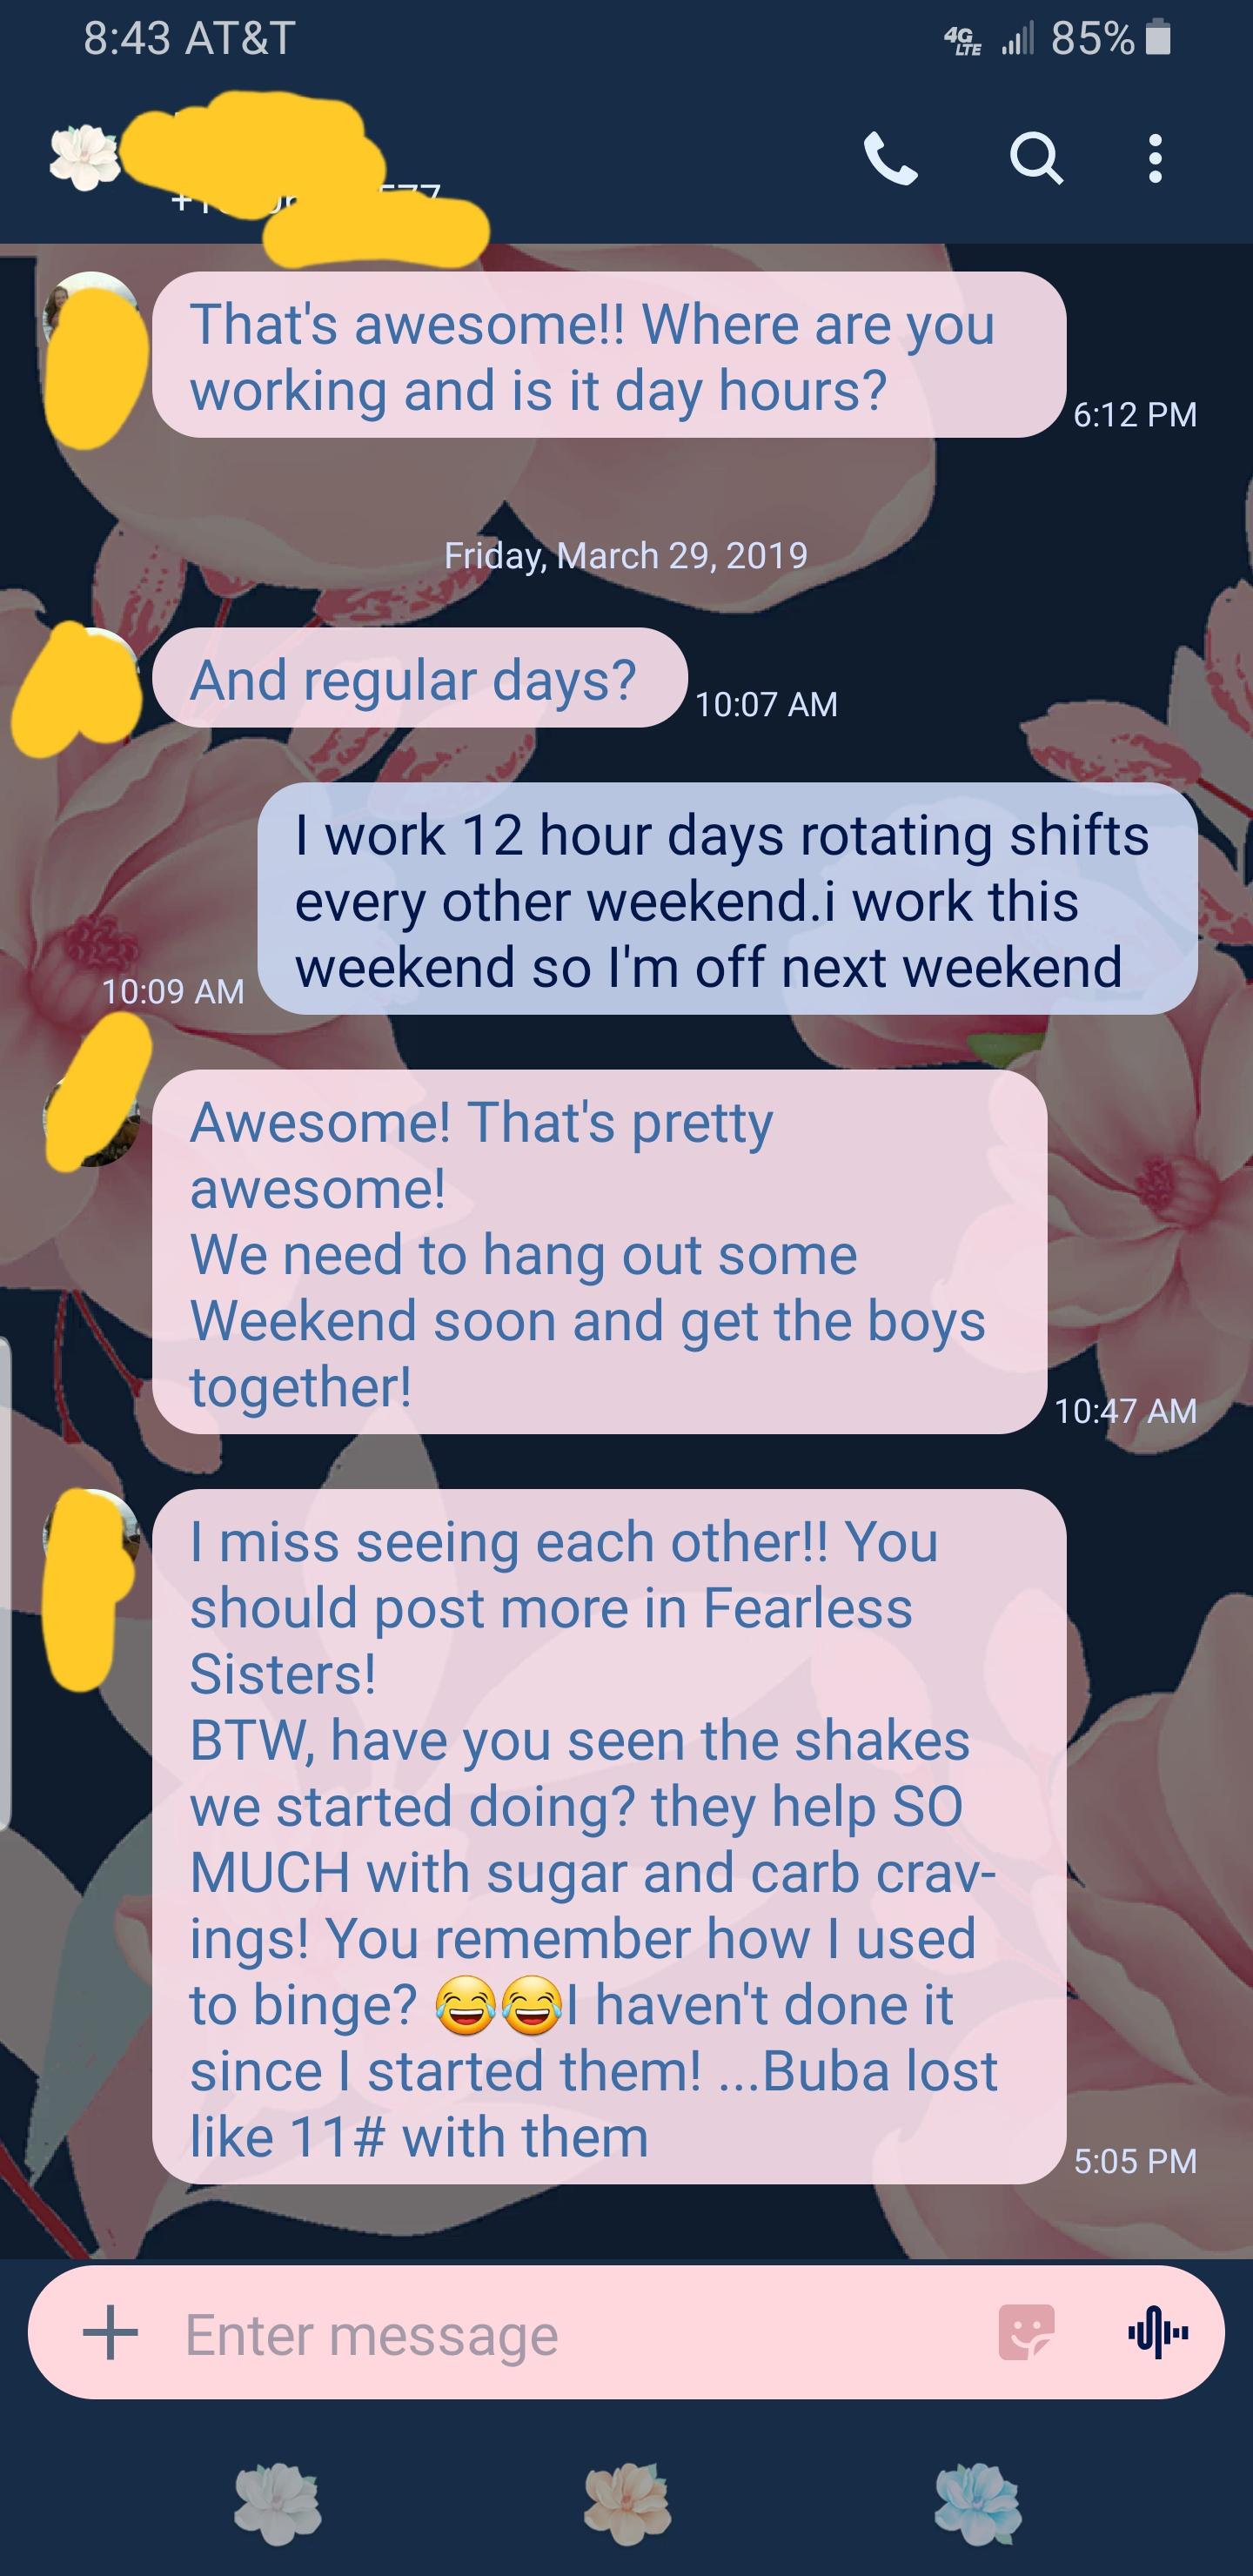 8:43 AT&T
4G LTE 85%
577
That's awesome!! Where are you
working and is it day hours?
6:12 PM
Friday, March 29, 2019
And regular days?
10:07 AM
I work 12 hour days rotating shifts
every other weekend.i work this
weekend so I'm off next weekend
10:09 AM
Awesome! That's pretty
awesome!
We need to hang out some
Weekend soon and get the boys
together!
10:47 AM
I miss seeing each other!! You
should post more in Fearless
Sisters!
BTW, have you seen the shakes
we started doing? they help SO
MUCH with sugar and carb crav-
ings! You remember how I used
to binge? 😂😂I haven't done it
since I started them! ...Buba lost
like 11# with them
5:05 PM
Enter message